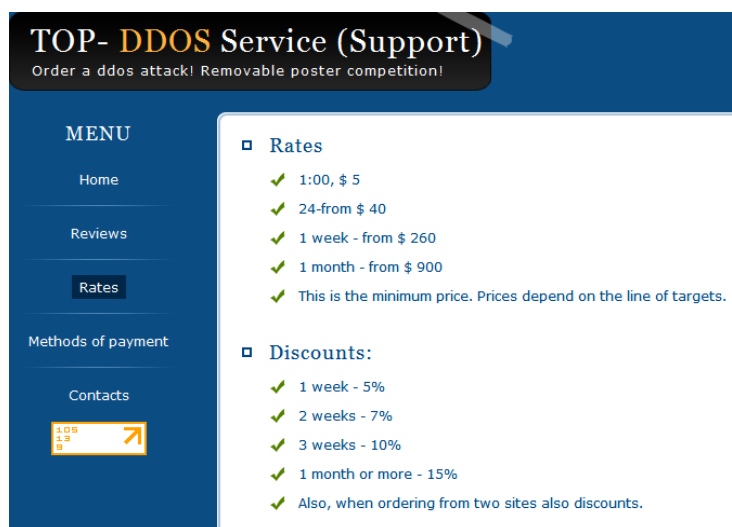 TOP- DDOS Service (Support)
Order a ddos attack! Removable poster competition!
MENU
Home
Reviews
Rates
Methods of payment
Contacts
105
13
9
Rates
1:00, $ 5
24-from $ 40
1 week - from $ 260
1 month - from $ 900
This is the minimum price. Prices depend on the line of targets.
Discounts:
1 week - 5%
2 weeks - 7%
3 weeks - 10%
1 month or more - 15%
Also, when ordering from two sites also discounts.